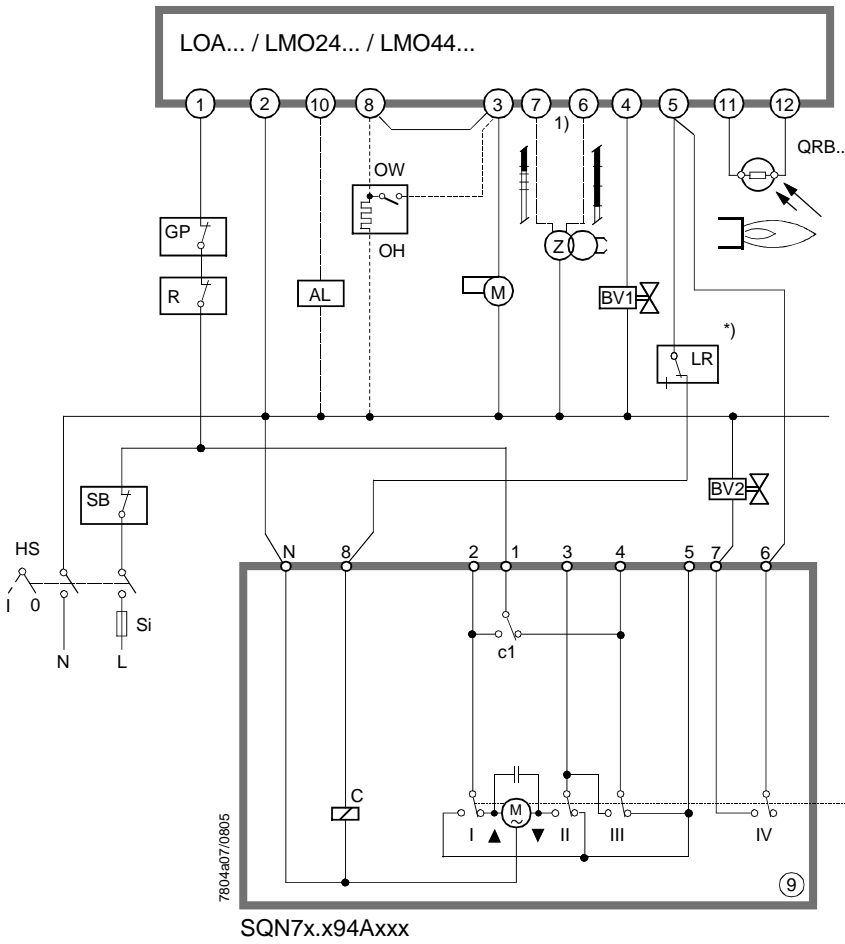 LOA... / LMO24... / LMO44...
1 2 10 8 3 7 6 4 5 11 12
1)
QRB..
OW
GP
OH
Z
R
AL
M
BV1
*)
LR
SB
BV2
HS
N 8 2 1 3 4 5 7 6
I 0
Si
N L
c1
C
M
~
I ▲ ▼ II III IV
7804a07/0805
9
SQN7x.x94Axxx